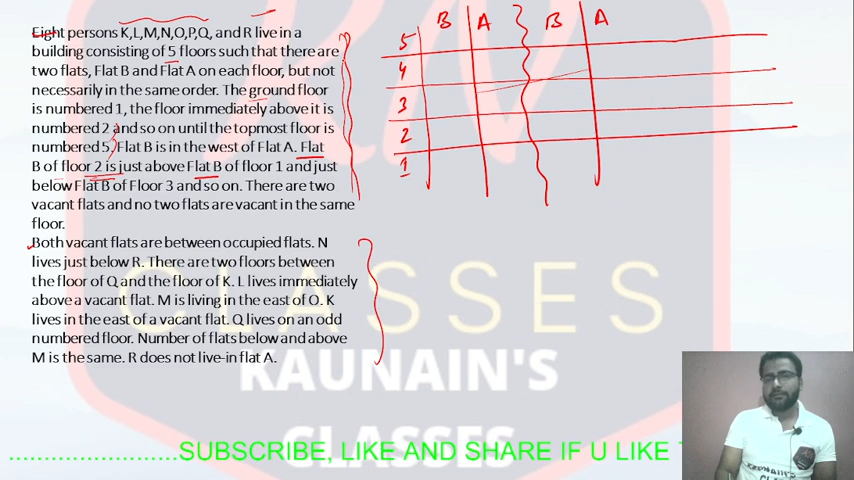 Eight persons K,L,M,N,O,P,Q, and R live in a
building consisting of 5 floors such that there are
two flats, Flat B and Flat A on each floor, but not
necessarily in the same order. The ground floor
is numbered 1, the floor immediately above it is
numbered 2 and so on until the topmost floor is
numbered 5. Flat B is in the west of Flat A. Flat
B of floor 2 is just above Flat B of floor 1 and just
below Flat B of Floor 3 and so on. There are two
vacant flats and no two flats are vacant in the same
floor.
Both vacant flats are between occupied flats. N
lives just below R. There are two floors between
the floor of Q and the floor of K. L lives immediately
above a vacant flat. M is living in the east of O. K
lives in the east of a vacant flat. Q lives on an odd
numbered floor. Number of flats below and above
M is the same. R does not live-in flat A.
B A B A
5
4
3
2
1
CLASSES
KAUNAIN'S
CLASSES
KAUNAIN'S
.........................SUBSCRIBE, LIKE AND SHARE IF U LIKE